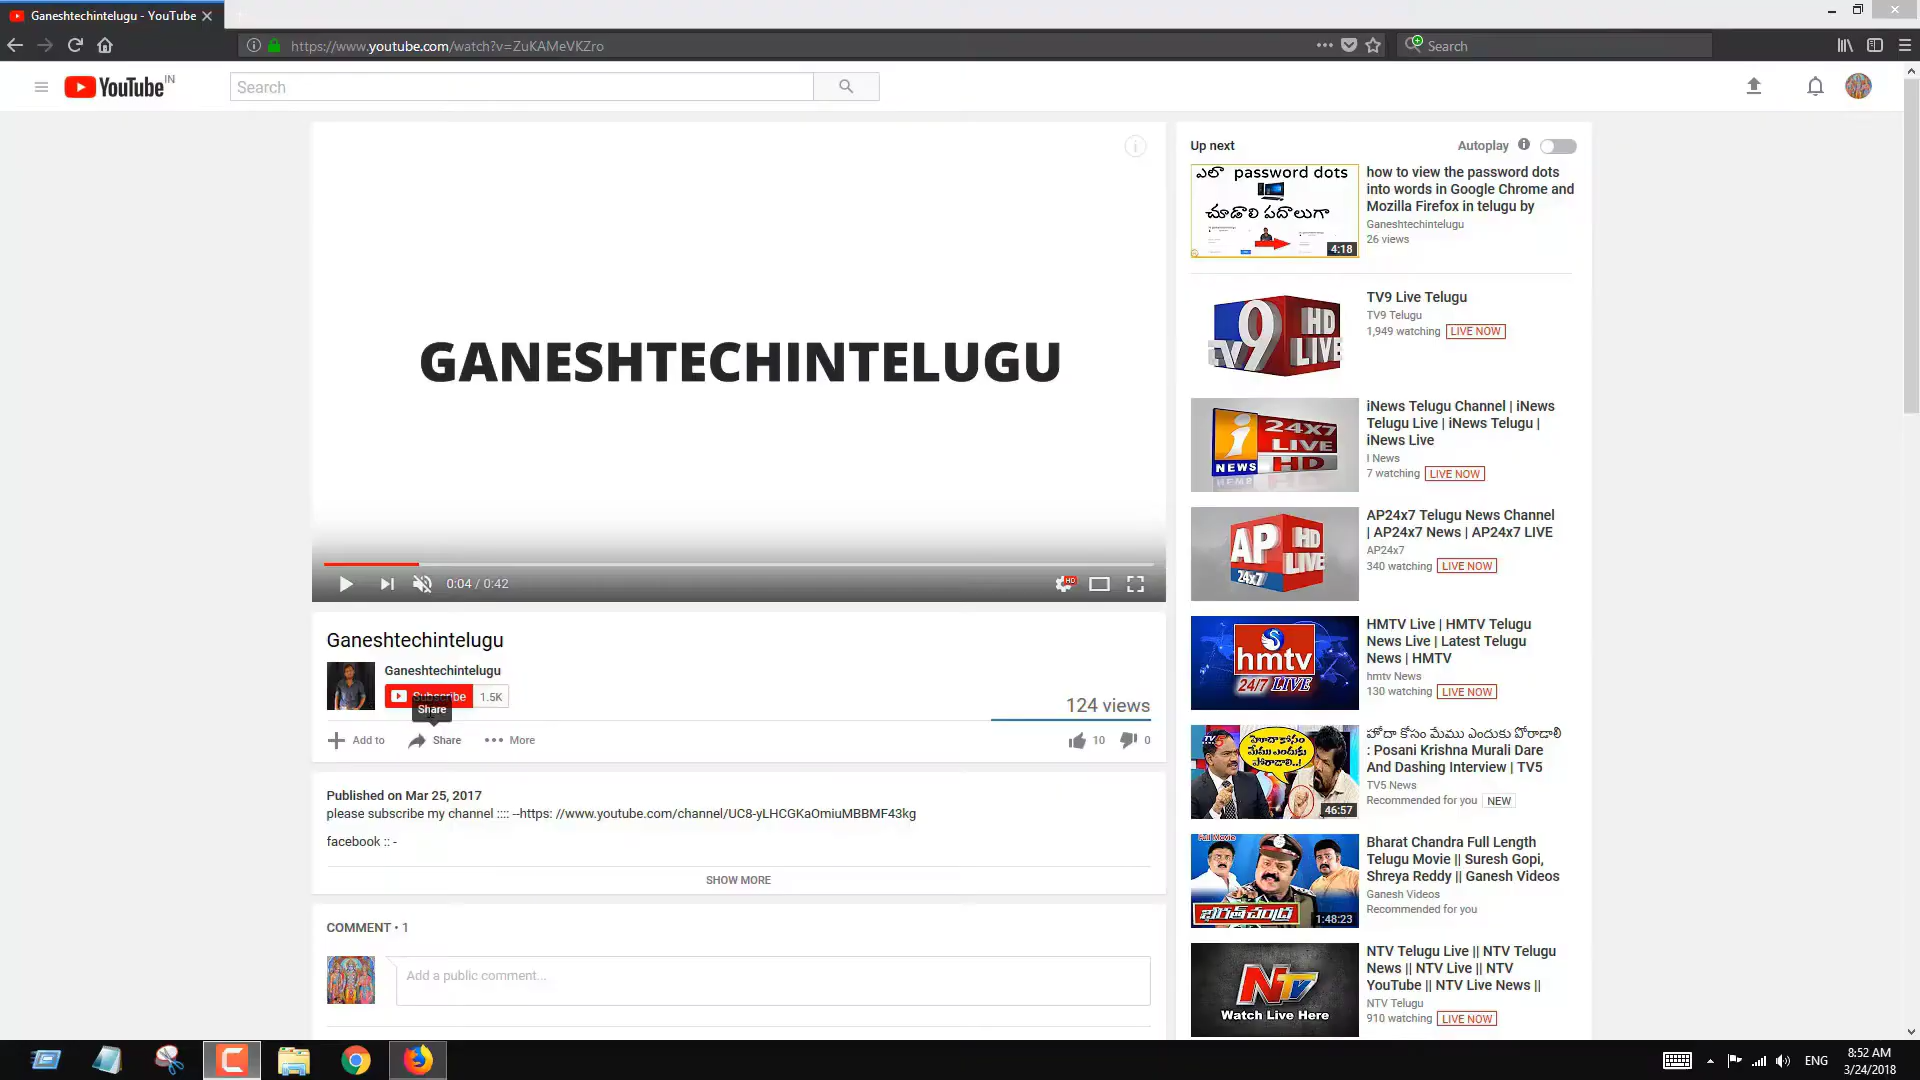 Ganeshtechintelugu - YouTube
https://www.youtube.com/watch?v=ZuKAMeVKZro
Search
YouTube IN
Search
GANESHTECHINTELUGU
0:04 / 0:42
HD
Ganeshtechintelugu
Ganeshtechintelugu
Subscribe 1.5K
Share
124 views
Add to Share More 10 0
Published on Mar 25, 2017
please subscribe my channel :::: --https: //www.youtube.com/channel/UC8-yLHCGKaOmiuMBBMF43kg
facebook :: -
SHOW MORE
COMMENT • 1
Add a public comment...
Up next Autoplay
ఎలా password dots
చూడాలి పదాలుగా
4:18
how to view the password dots
into words in Google Chrome and
Mozilla Firefox in telugu by
Ganeshtechintelugu
26 views
TV9 HD LIVE
TV9 Live Telugu
TV9 Telugu
1,949 watching LIVE NOW
i NEWS 24X7 LIVE HD
iNews Telugu Channel | iNews
Telugu Live | iNews Telugu |
iNews Live
I News
7 watching LIVE NOW
AP 24x7 HD LIVE
AP24x7 Telugu News Channel
| AP24x7 News | AP24x7 LIVE
AP24x7
340 watching LIVE NOW
hmtv
24/7 LIVE
HMTV Live | HMTV Telugu
News Live | Latest Telugu
News | HMTV
hmtv News
130 watching LIVE NOW
TV5
హోదా కోసం
మేము ఎందుకు
పోరాడాలి..!
46:57
హోదా కోసం మేము ఎందుకు పోరాడాలి
: Posani Krishna Murali Dare
And Dashing Interview | TV5
TV5 News
Recommended for you NEW
Full Movie
భరత్ చంద్ర
1:48:23
Bharat Chandra Full Length
Telugu Movie || Suresh Gopi,
Shreya Reddy || Ganesh Videos
Ganesh Videos
Recommended for you
NTV
Watch Live Here
NTV Telugu Live || NTV Telugu
News || NTV Live || NTV
YouTube || NTV Live News ||
NTV Telugu
910 watching LIVE NOW
ENG
8:52 AM
3/24/2018